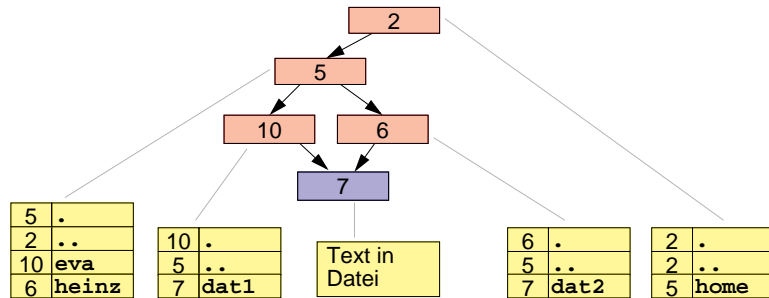 2
5
10
6
7
5 .
2 ..
10 eva
6 heinz
10 .
5 ..
7 dat1
Text in
Datei
6 .
5 ..
7 dat2
2 .
2 ..
5 home